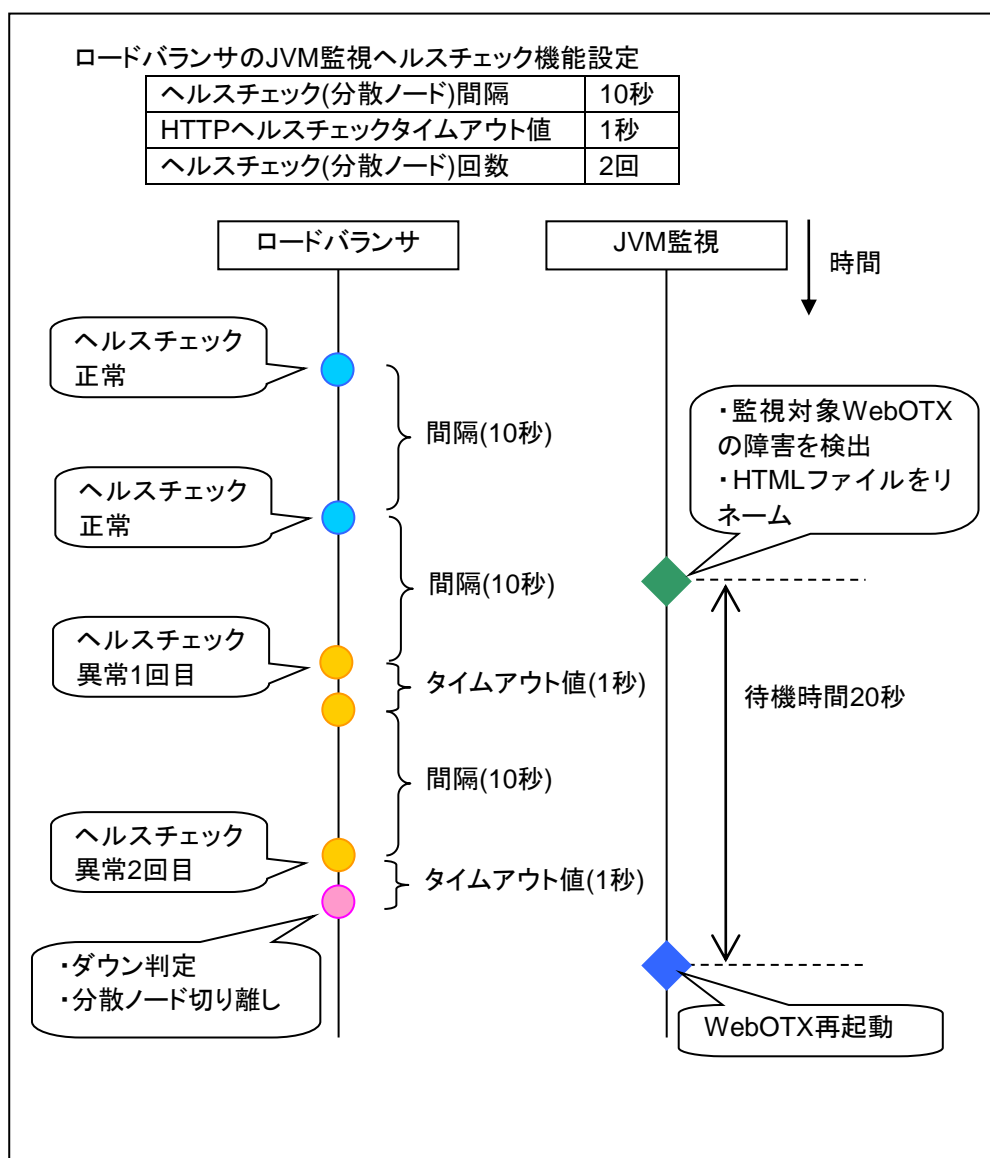 ロードバランサのJVM監視ヘルスチェック機能設定
ヘルスチェック(分散ノード)間隔 10秒
HTTPヘルスチェックタイムアウト値 1秒
ヘルスチェック(分散ノード)回数 2回
ロードバランサ
JVM監視
時間
ヘルスチェック
正常
間隔(10秒)
・監視対象WebOTX
の障害を検出
・HTMLファイルをリ
ネーム
ヘルスチェック
正常
間隔(10秒)
ヘルスチェック
異常1回目
タイムアウト値(1秒)
待機時間20秒
間隔(10秒)
ヘルスチェック
異常2回目
タイムアウト値(1秒)
・ダウン判定
・分散ノード切り離し
WebOTX再起動